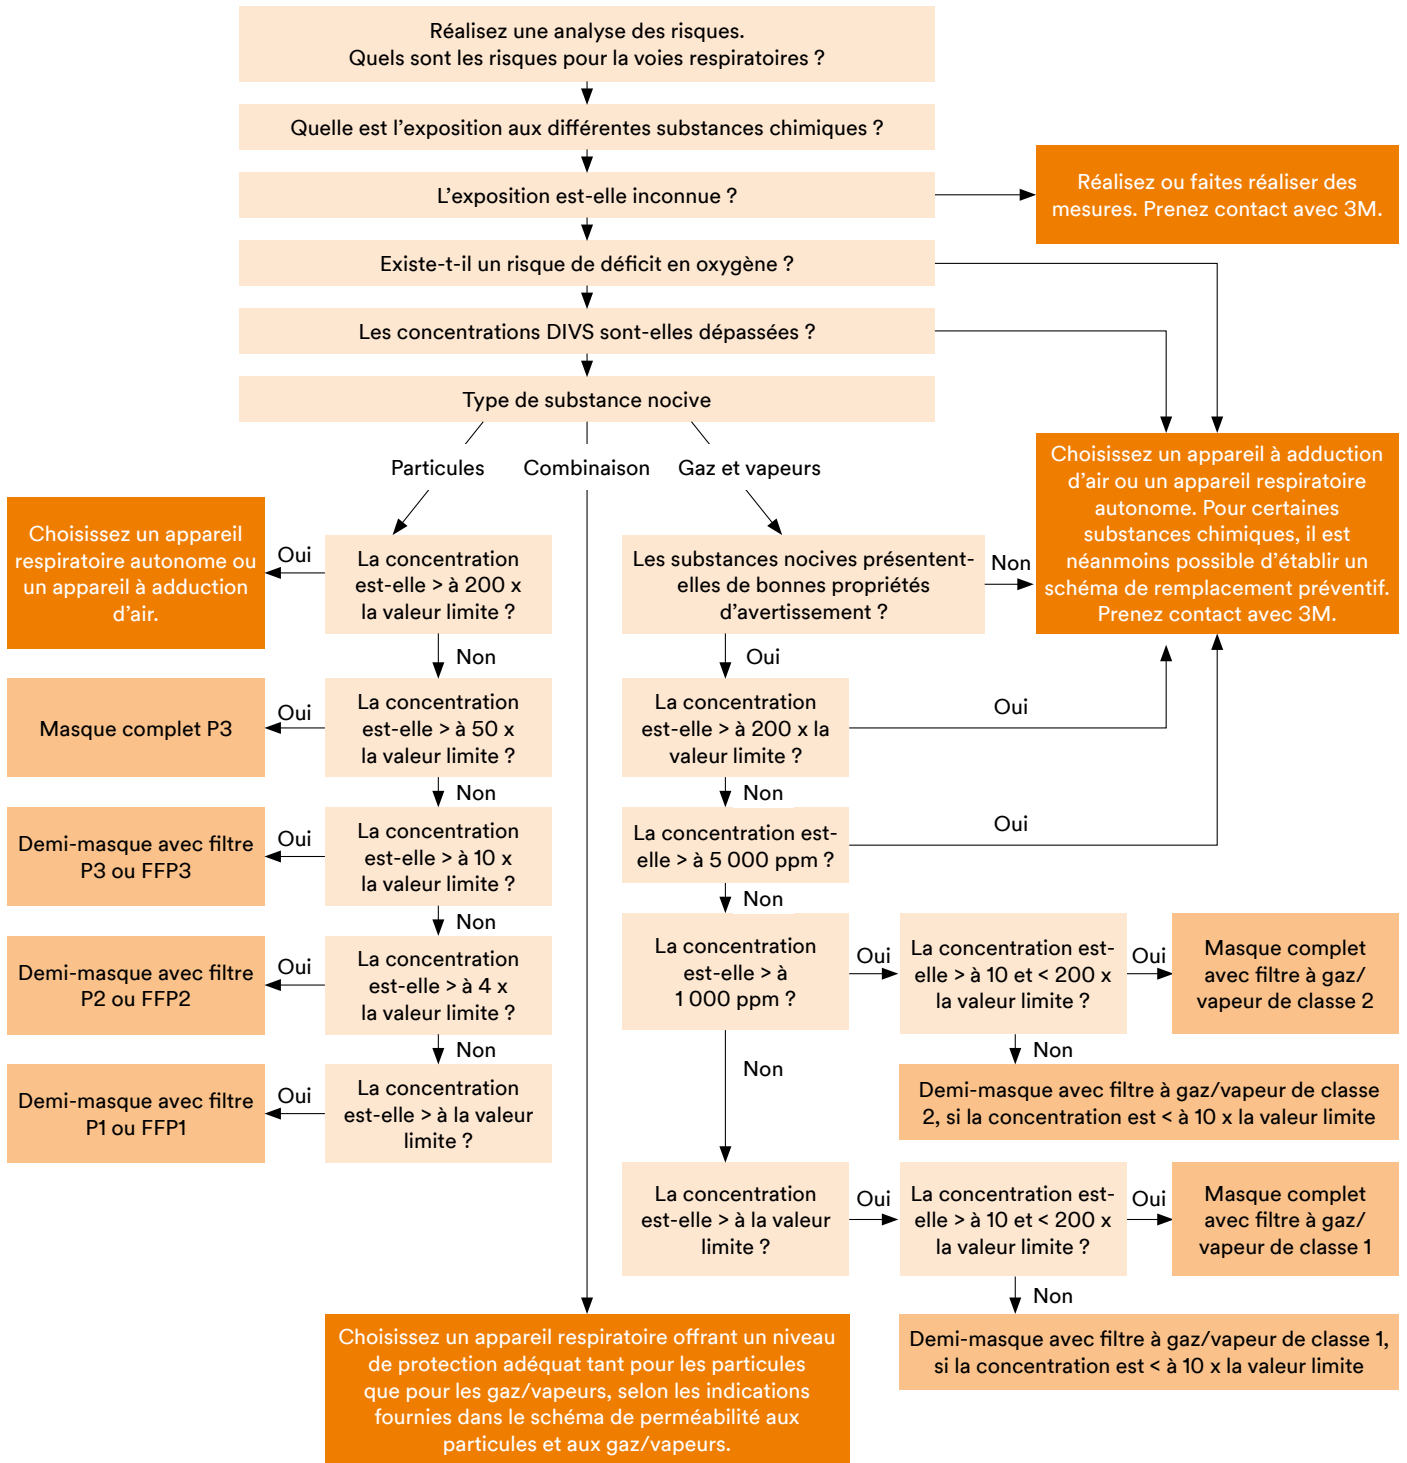 Réalisez une analyse des risques.
Quels sont les risques pour la voies respiratoires ?
Quelle est l’exposition aux différentes substances chimiques ?
L’exposition est-elle inconnue ?
Réalisez ou faites réaliser des
mesures. Prenez contact avec 3M.
Existe-t-il un risque de déficit en oxygène ?
Les concentrations DIVS sont-elles dépassées ?
Type de substance nocive
Particules
Combinaison
Gaz et vapeurs
Choisissez un appareil à adduction
d’air ou un appareil respiratoire
autonome. Pour certaines
substances chimiques, il est
néanmoins possible d’établir un
schéma de remplacement préventif.
Prenez contact avec 3M.
Choisissez un appareil
respiratoire autonome ou
un appareil à adduction
d’air.
Oui
La concentration
est-elle > à 200 x
la valeur limite ?
Non
Masque complet P3
Oui
La concentration
est-elle > à 50 x
la valeur limite ?
Non
Demi-masque avec filtre
P3 ou FFP3
Oui
La concentration
est-elle > à 10 x
la valeur limite ?
Non
Demi-masque avec filtre
P2 ou FFP2
Oui
La concentration
est-elle > à 4 x
la valeur limite ?
Non
Demi-masque avec filtre
P1 ou FFP1
Oui
La concentration
est-elle > à la valeur
limite ?
Les substances nocives présentent-
elles de bonnes propriétés
d’avertissement ?
Non
Oui
La concentration
est-elle > à 200 x la
valeur limite ?
Oui
Non
La concentration est-
elle > à 5 000 ppm ?
Oui
Non
La concentration
est-elle > à
1 000 ppm ?
Oui
La concentration est-
elle > à 10 et < 200 x
la valeur limite ?
Oui
Masque complet
avec filtre à gaz/
vapeur de classe 2
Non
Demi-masque avec filtre à gaz/vapeur de classe
2, si la concentration est < à 10 x la valeur limite
Non
La concentration
est-elle > à la valeur
limite ?
Oui
La concentration est-
elle > à 10 et < 200 x
la valeur limite ?
Oui
Masque complet
avec filtre à gaz/
vapeur de classe 1
Non
Demi-masque avec filtre à gaz/vapeur de classe 1,
si la concentration est < à 10 x la valeur limite
Choisissez un appareil respiratoire offrant un niveau
de protection adéquat tant pour les particules
que pour les gaz/vapeurs, selon les indications
fournies dans le schéma de perméabilité aux
particules et aux gaz/vapeurs.